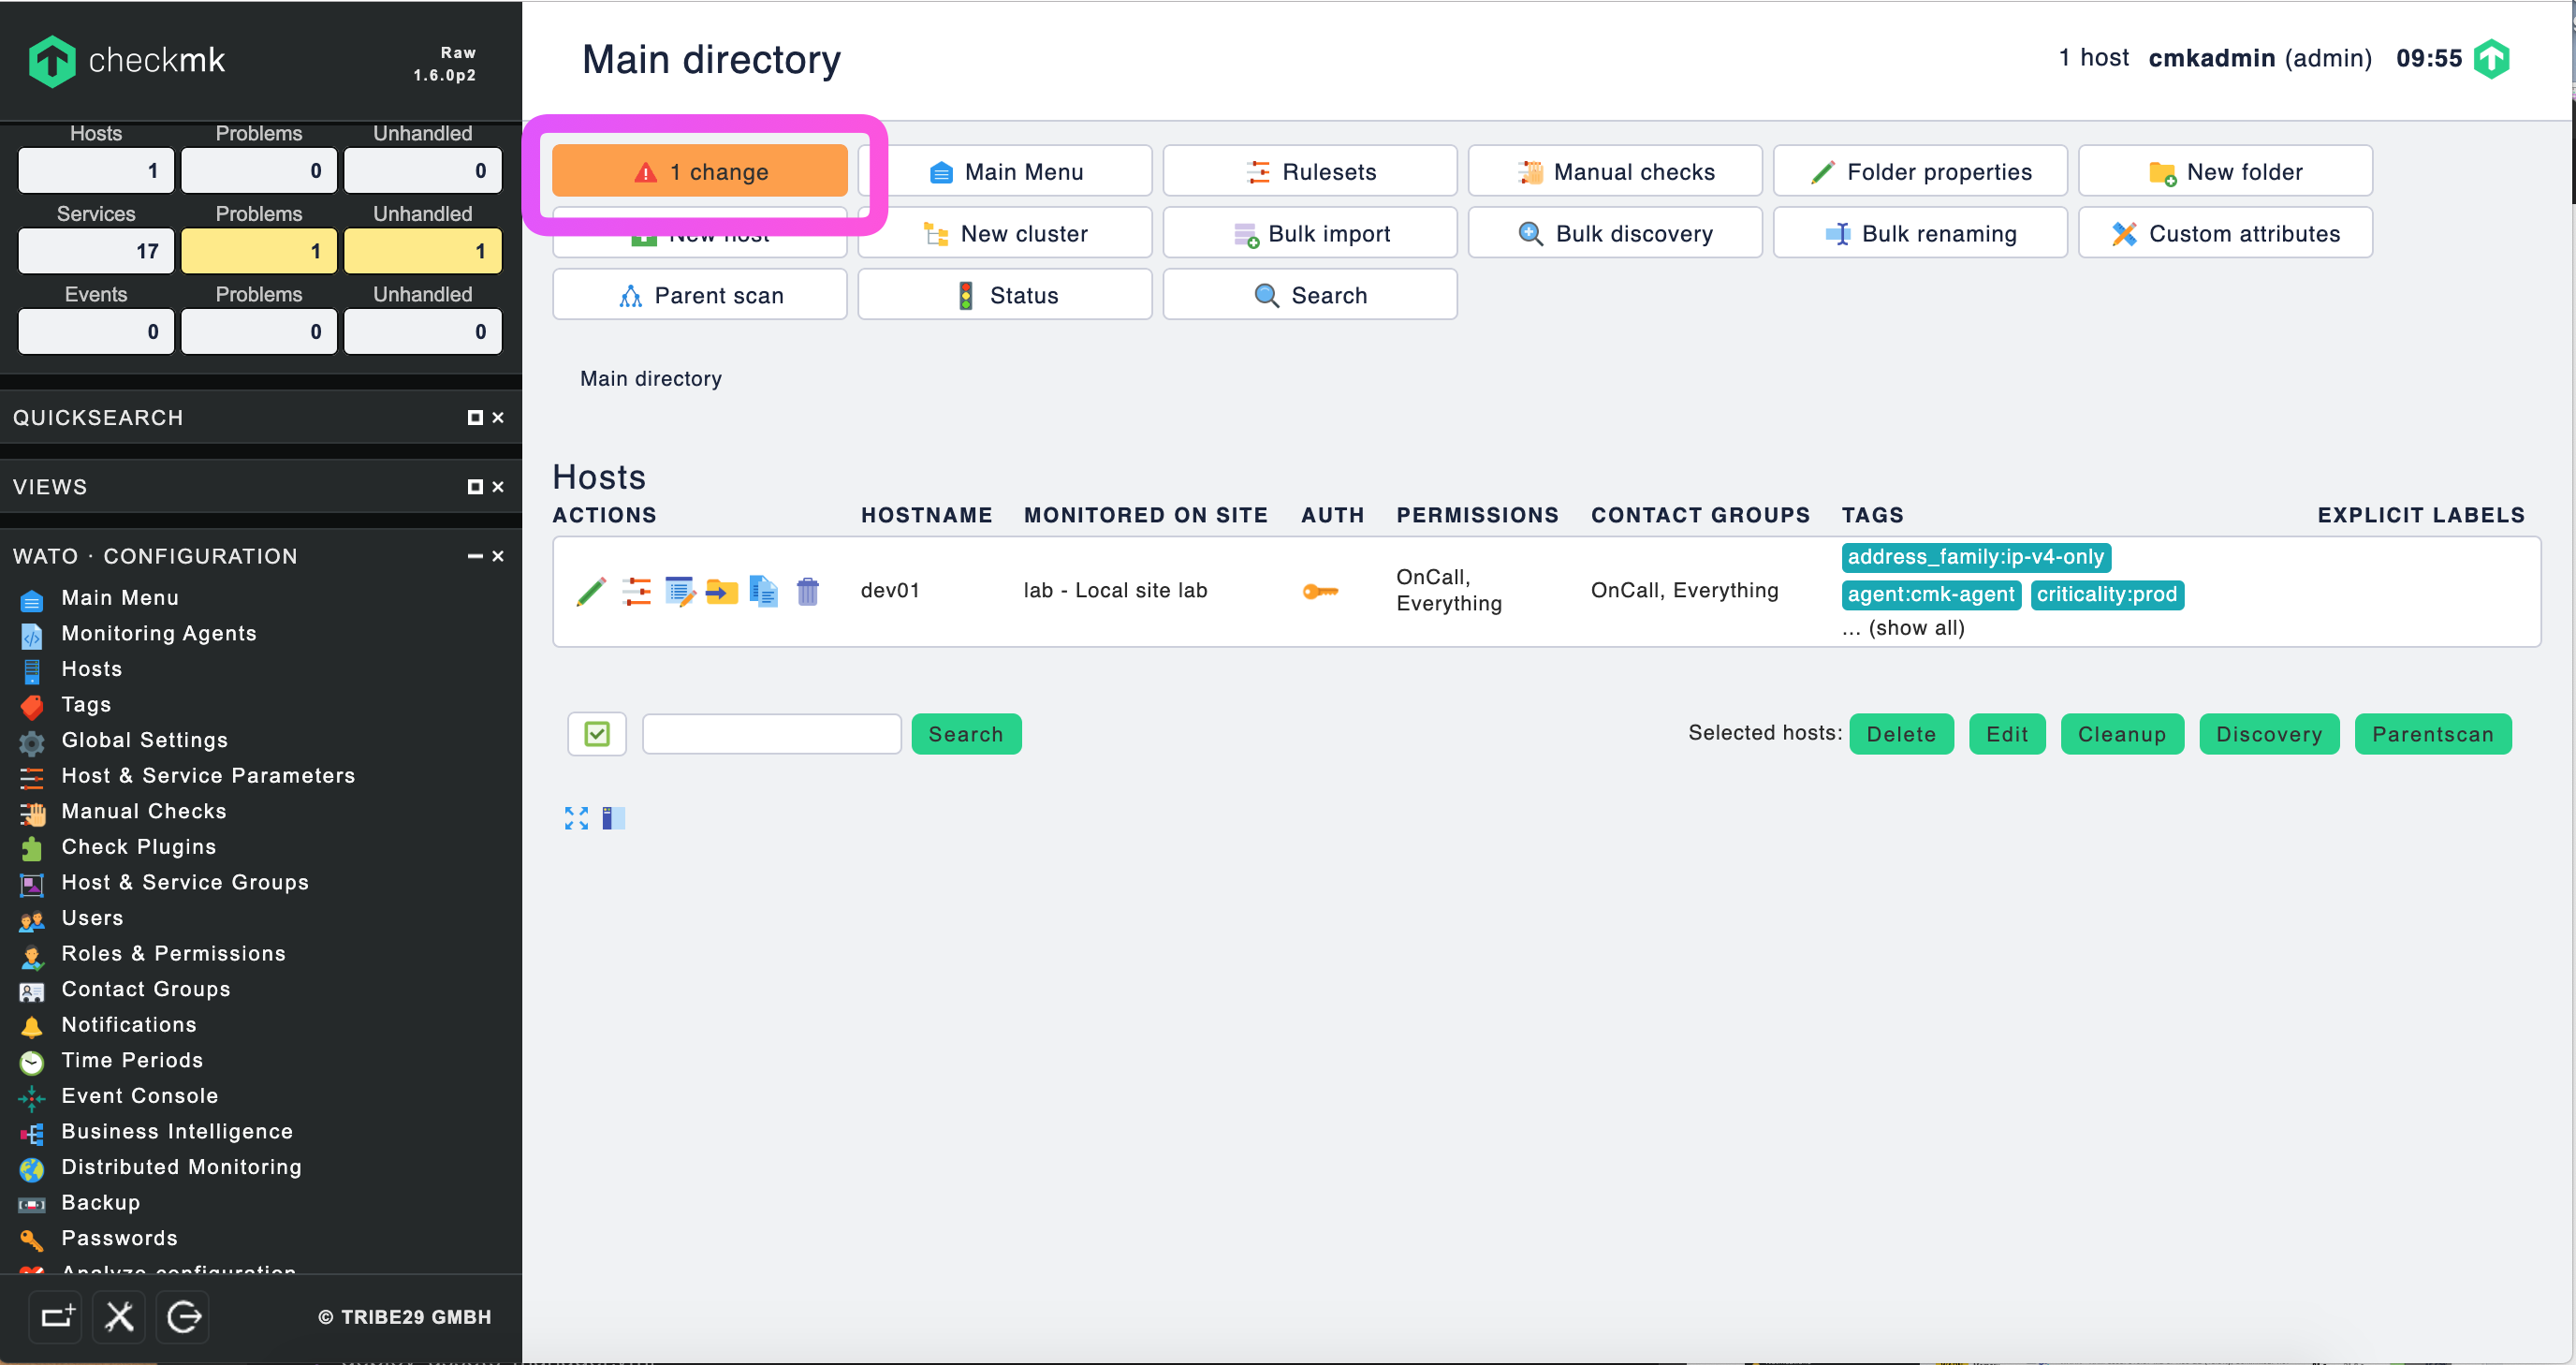 checkmk
Raw
1.6.0p2
Hosts Problems Unhandled
1 0 0
Services Problems Unhandled
17 1 1
Events Problems Unhandled
0 0 0
QUICKSEARCH
VIEWS
WATO · CONFIGURATION
Main Menu
Monitoring Agents
Hosts
Tags
Global Settings
Host & Service Parameters
Manual Checks
Check Plugins
Host & Service Groups
Users
Roles & Permissions
Contact Groups
Notifications
Time Periods
Event Console
Business Intelligence
Distributed Monitoring
Backup
Passwords
Analyze configuration
© TRIBE29 GMBH
Main directory
1 host cmkadmin (admin) 09:55
1 change Main Menu Rulesets Manual checks Folder properties New folder
New host New cluster Bulk import Bulk discovery Bulk renaming Custom attributes
Parent scan Status Search
Main directory
Hosts
ACTIONS HOSTNAME MONITORED ON SITE AUTH PERMISSIONS CONTACT GROUPS TAGS EXPLICIT LABELS
dev01 lab - Local site lab OnCall, Everything OnCall, Everything
address_family:ip-v4-only
agent:cmk-agent criticality:prod
... (show all)
Search Selected hosts: Delete Edit Cleanup Discovery Parentscan